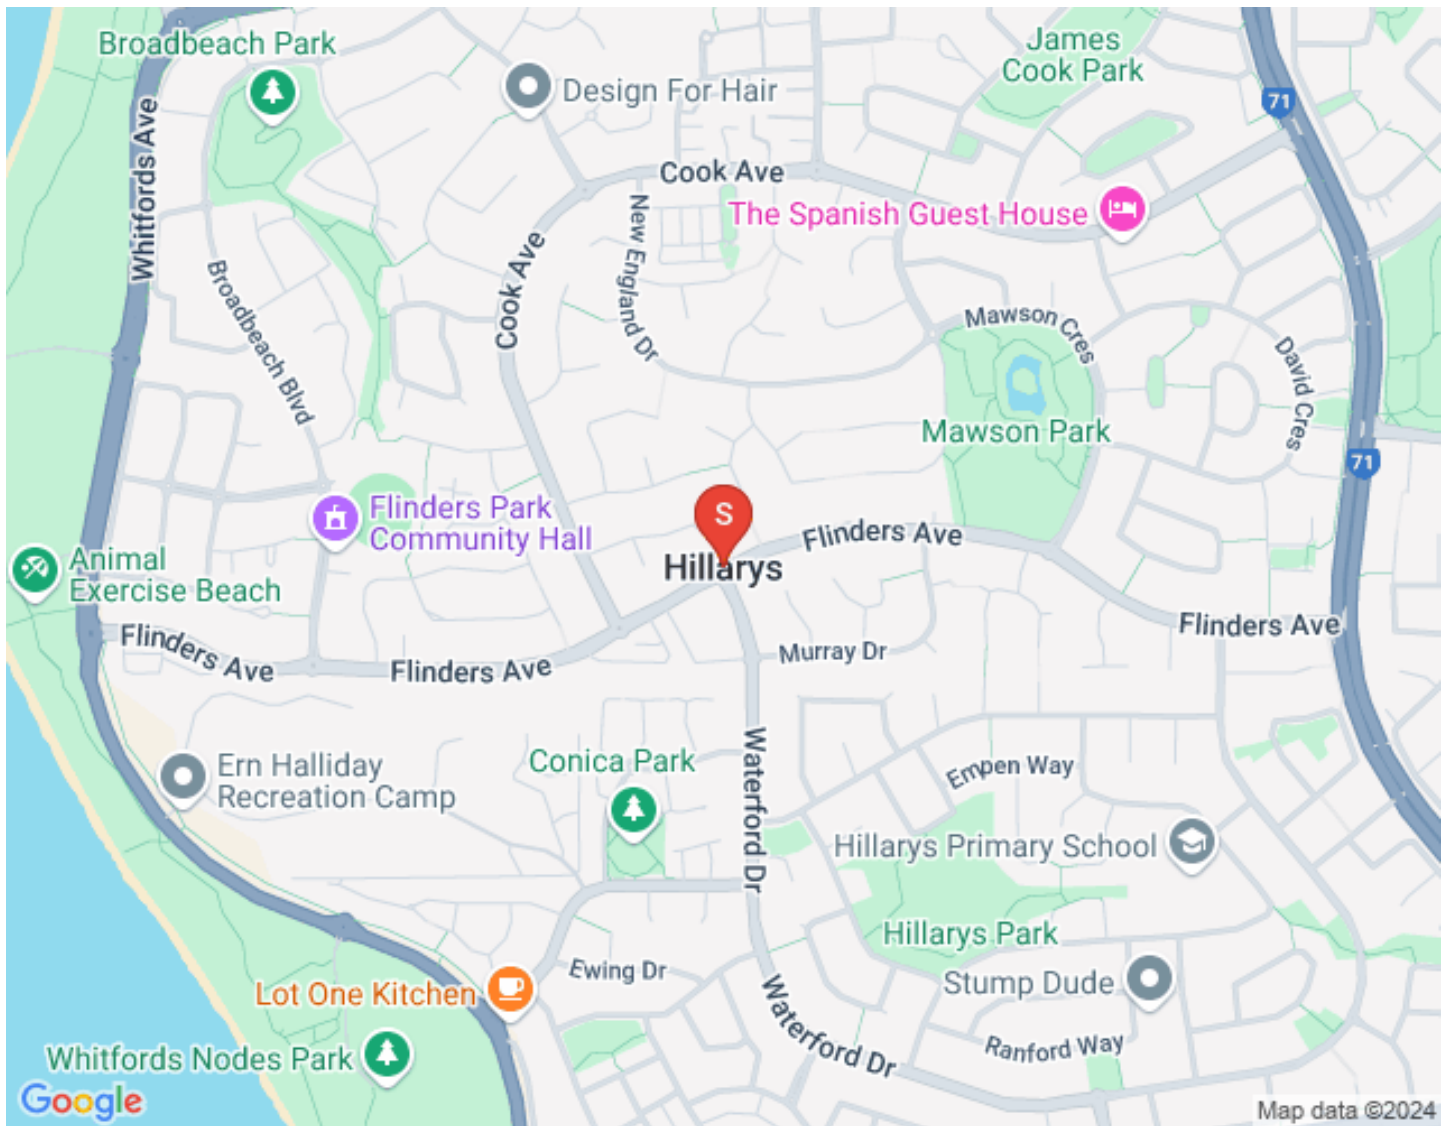 Broadbeach Park
James
Cook Park
Design For Hair
71
Whitfords Ave
Cook Ave
The Spanish Guest House
New England Dr
Cook Ave
Broadbeach Blvd
Mawson Cres
David Cres
Mawson Park
71
Flinders Park
Community Hall
S
Flinders Ave
Hillarys
Animal
Exercise Beach
Flinders Ave
Flinders Ave
Flinders Ave
Murray Dr
Waterford Dr
Conica Park
Ern Halliday
Recreation Camp
Empen Way
Hillarys Primary School
Hillarys Park
Ewing Dr
Stump Dude
Lot One Kitchen
Waterford Dr
Ranford Way
Whitfords Nodes Park
Google
Map data ©2024